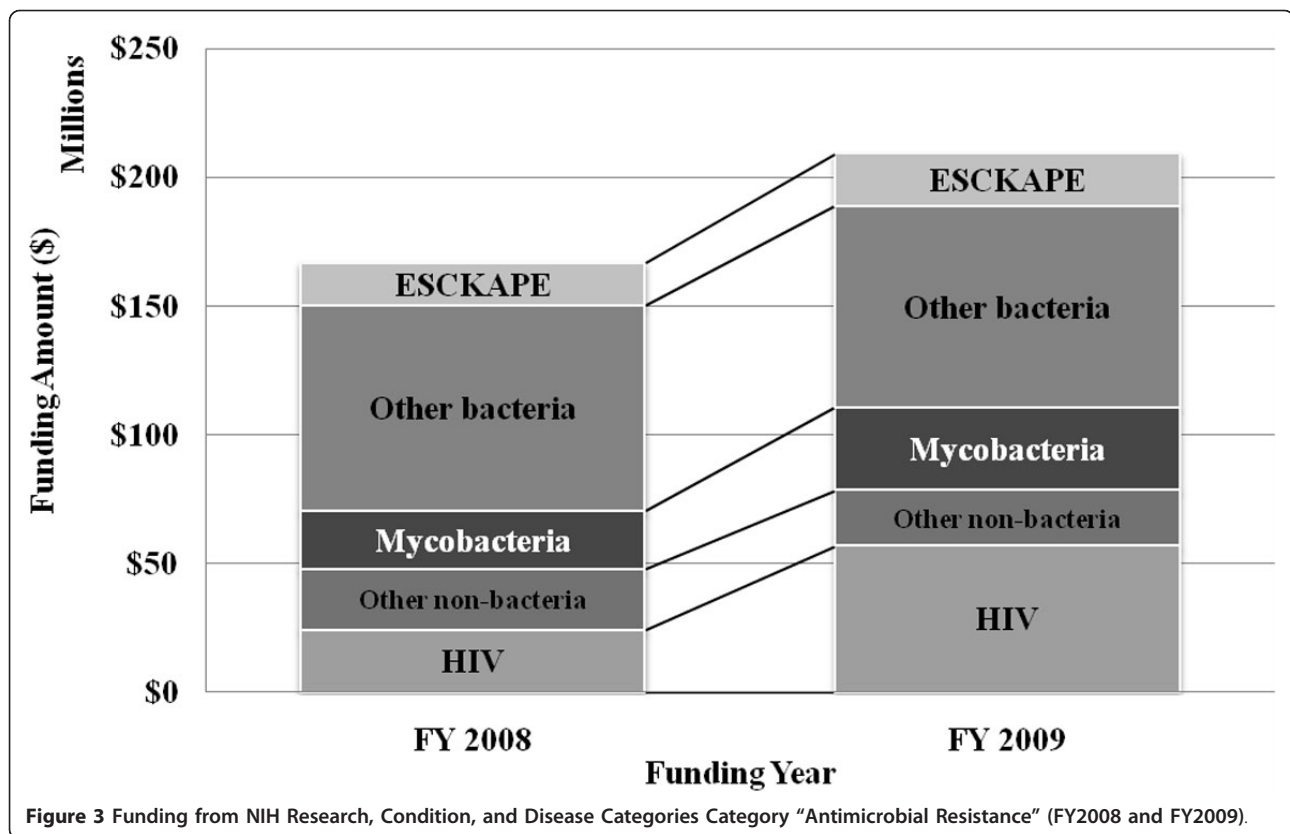 Millions
Funding Amount ($)
$250
$200
$150
$100
$50
$0
ESCKAPE
Other bacteria
Mycobacteria
Other non-bacteria
HIV
ESCKAPE
Other bacteria
Mycobacteria
Other non-bacteria
HIV
FY 2008
FY 2009
Funding Year
Figure 3 Funding from NIH Research, Condition, and Disease Categories Category "Antimicrobial Resistance" (FY2008 and FY2009).